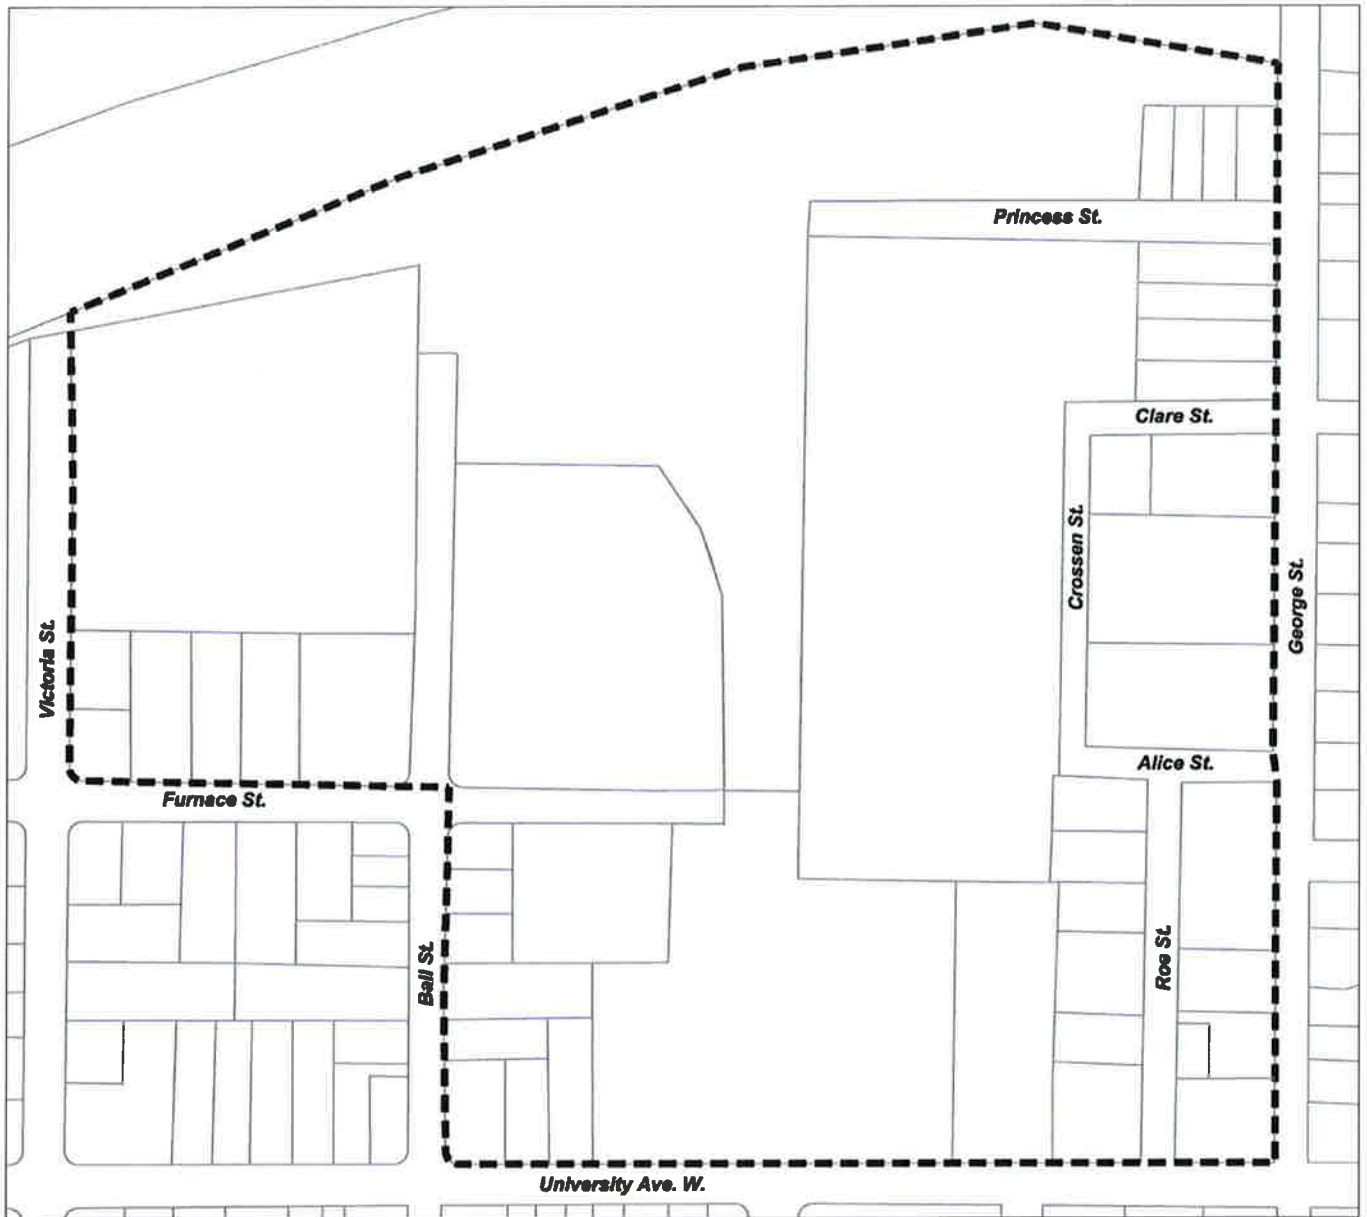 Princess St.
Clare St.
Crossen St.
George St.
Victoria St.
Alice St.
Furnace St.
Ball St.
Roe St.
University Ave. W.